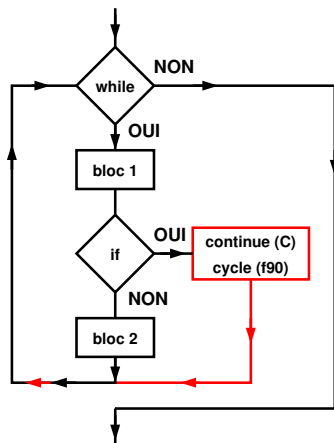 while
NON
OUI
bloc 1
if
OUI
continue (C)
cycle (f90)
NON
bloc 2